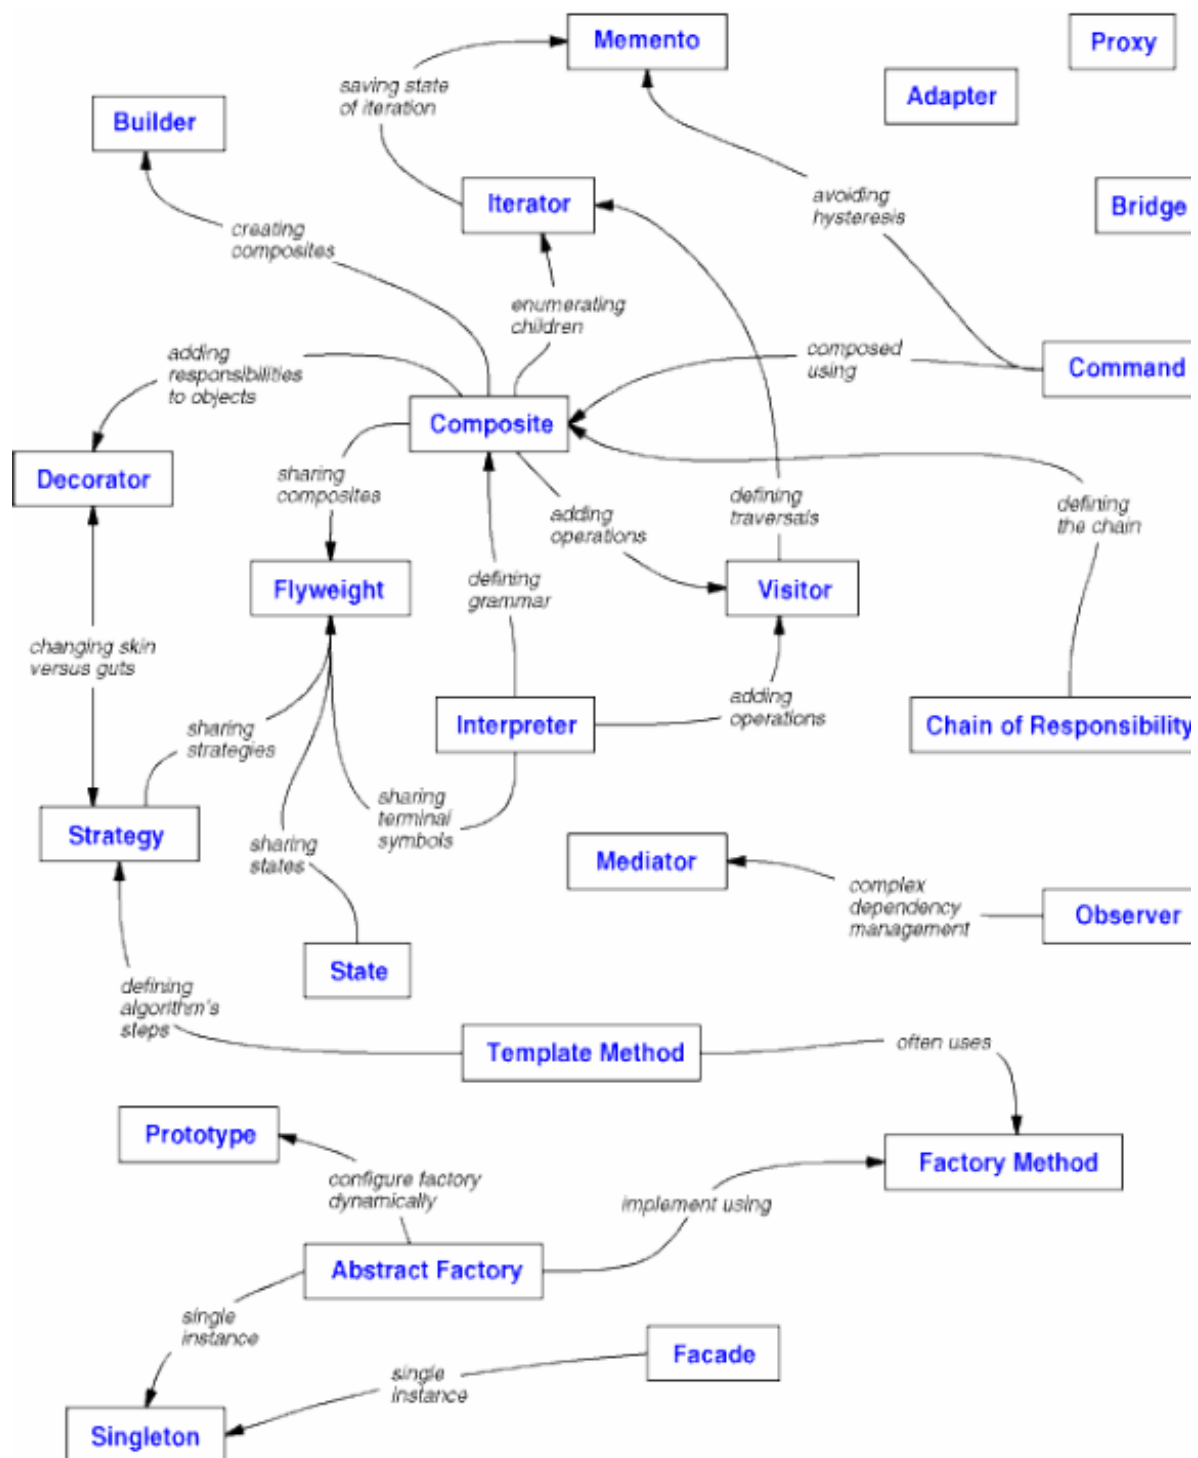 Memento
Proxy
saving state
of iteration
Adapter
Builder
Iterator
avoiding
hysteresis
Bridge
creating
composites
enumerating
children
adding
responsibilities
to objects
composed
using
Command
Composite
Decorator
sharing
composites
adding
operations
defining
traversals
defining
the chain
Flyweight
defining
grammar
Visitor
changing skin
versus guts
sharing
strategies
Interpreter
adding
operations
Chain of Responsibility
sharing
terminal
symbols
Strategy
sharing
states
Mediator
complex
dependency
management
Observer
State
defining
algorithm's
steps
Template Method
often uses
Prototype
Factory Method
configure factory
dynamically
implement using
Abstract Factory
single
instance
Facade
single
instance
Singleton